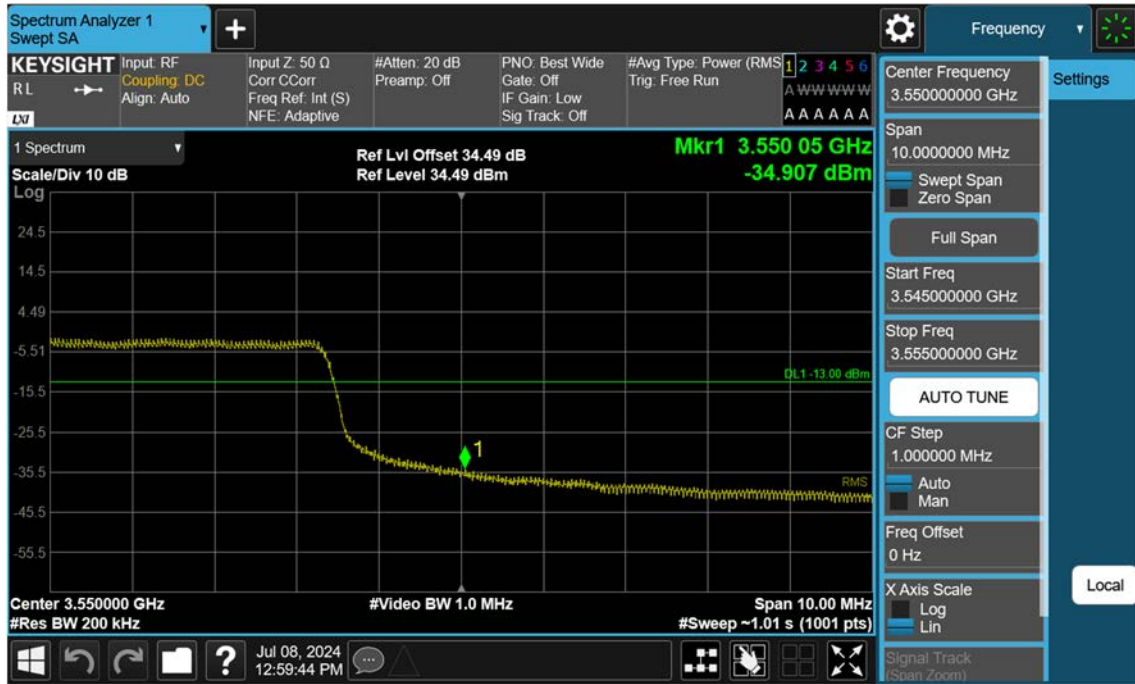 Spectrum Analyzer 1
Swept SA
+
Frequency
KEYSIGHT
RL
LXI
Input: RF
Coupling: DC
Align: Auto
Input Z: 50 Ω
Corr CCorr
Freq Ref: Int (S)
NFE: Adaptive
#Atten: 20 dB
Preamp: Off
PNO: Best Wide
Gate: Off
IF Gain: Low
Sig Track: Off
#Avg Type: Power (RMS
Trig: Free Run
1 2 3 4 5 6
A W W W W W
A A A A A A
1 Spectrum
Scale/Div 10 dB
Ref Lvl Offset 34.49 dB
Ref Level 34.49 dBm
Mkr1 3.550 05 GHz
-34.907 dBm
Log
24.5
14.5
4.49
-5.51
DL1 -13.00 dBm
-15.5
-25.5
1
-35.5
RMS
-45.5
-55.5
Center 3.550000 GHz
#Video BW 1.0 MHz
Span 10.00 MHz
#Res BW 200 kHz
#Sweep ~1.01 s (1001 pts)
Center Frequency
3.550000000 GHz
Settings
Span
10.0000000 MHz
Swept Span
Zero Span
Full Span
Start Freq
3.545000000 GHz
Stop Freq
3.555000000 GHz
AUTO TUNE
CF Step
1.000000 MHz
Auto
Man
Freq Offset
0 Hz
X Axis Scale
Log
Lin
Local
Signal Track
(Span Zoom)
?
Jul 08, 2024
12:59:44 PM